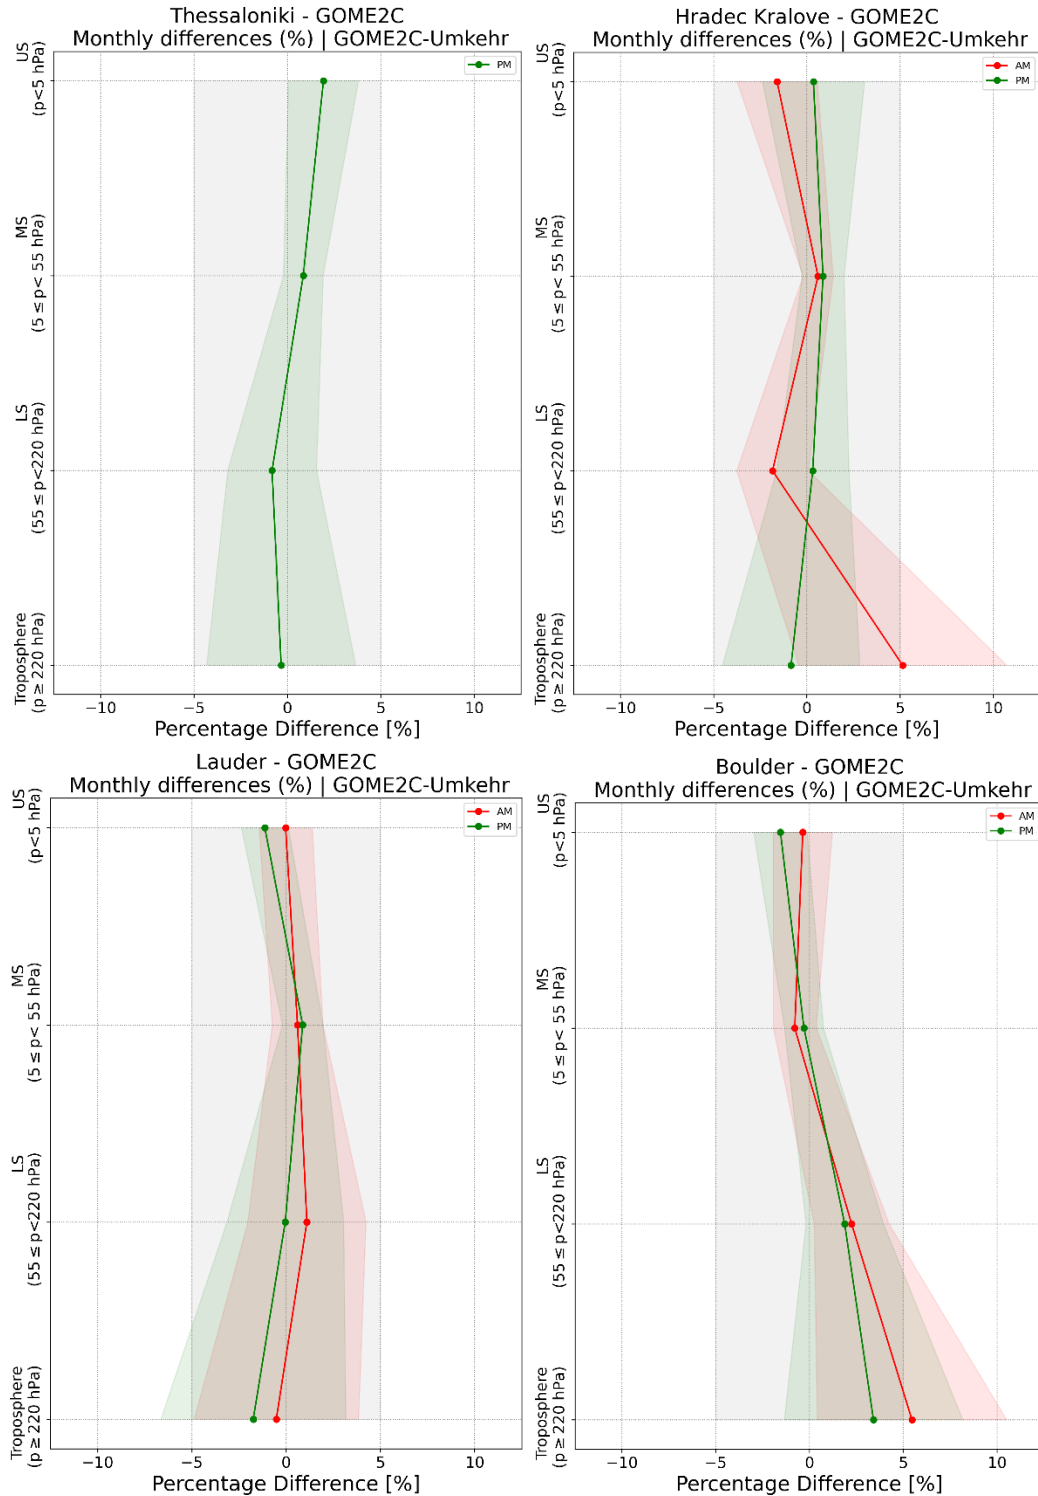 Thessaloniki - GOME2C
Monthly differences (%) | GOME2C-Umkehr
PM
US
(p<5 hPa)
MS
(5 ≤ p< 55 hPa)
LS
(55 ≤ p<220 hPa)
Troposphere
(p ≥ 220 hPa)
−10
−5
0
5
10
Percentage Difference [%]
Hradec Kralove - GOME2C
Monthly differences (%) | GOME2C-Umkehr
AM
PM
US
(p<5 hPa)
MS
(5 ≤ p< 55 hPa)
LS
(55 ≤ p<220 hPa)
Troposphere
(p ≥ 220 hPa)
−10
−5
0
5
10
Percentage Difference [%]
Lauder - GOME2C
Monthly differences (%) | GOME2C-Umkehr
AM
PM
US
(p<5 hPa)
MS
(5 ≤ p< 55 hPa)
LS
(55 ≤ p<220 hPa)
Troposphere
(p ≥ 220 hPa)
−10
−5
0
5
10
Percentage Difference [%]
Boulder - GOME2C
Monthly differences (%) | GOME2C-Umkehr
AM
PM
US
(p<5 hPa)
MS
(5 ≤ p< 55 hPa)
LS
(55 ≤ p<220 hPa)
Troposphere
(p ≥ 220 hPa)
−10
−5
0
5
10
Percentage Difference [%]